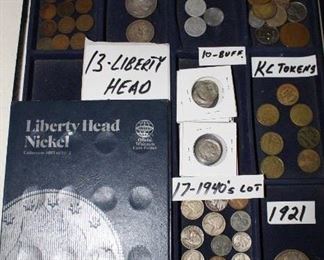 13-LIBERTY
HEAD
10-BUFF.
KC TOKENS
Liberty Head
Nickel
17-1940's LOT
1921